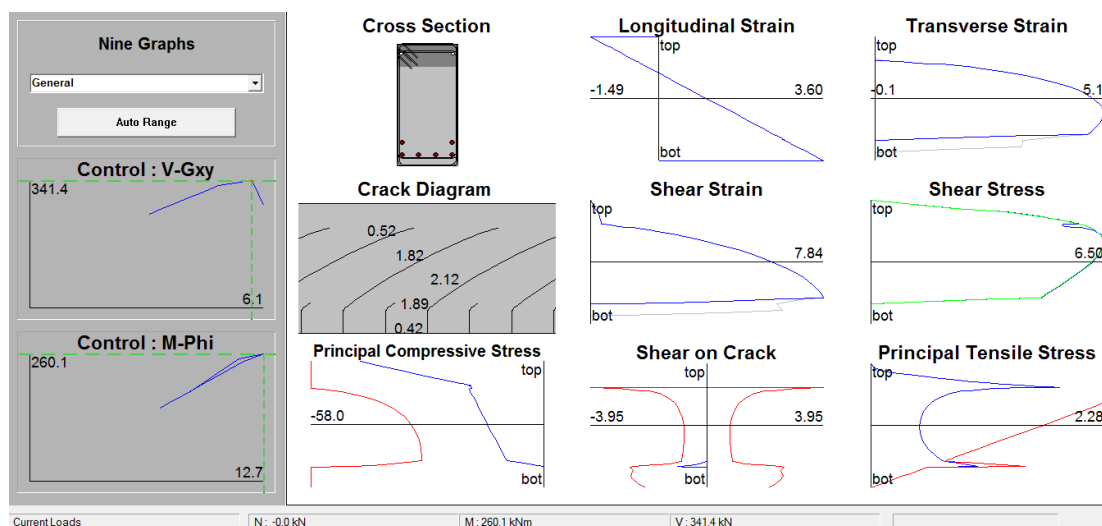 Nine Graphs
General
Auto Range
Control : V-Gxy
341.4
6.1
Control : M-Phi
260.1
12.7
Cross Section
Longitudinal Strain
top
-1.49
3.60
bot
Transverse Strain
top
-0.1
5.1
bot
Crack Diagram
0.52
1.82
2.12
1.89
0.42
Shear Strain
top
7.84
bot
Shear Stress
top
6.50
bot
Principal Compressive Stress
top
-58.0
bot
Shear on Crack
top
-3.95
3.95
bot
Principal Tensile Stress
top
2.28
bot
Current Loads
N : -0.0 kN
M : 260.1 kNm
V : 341.4 kN